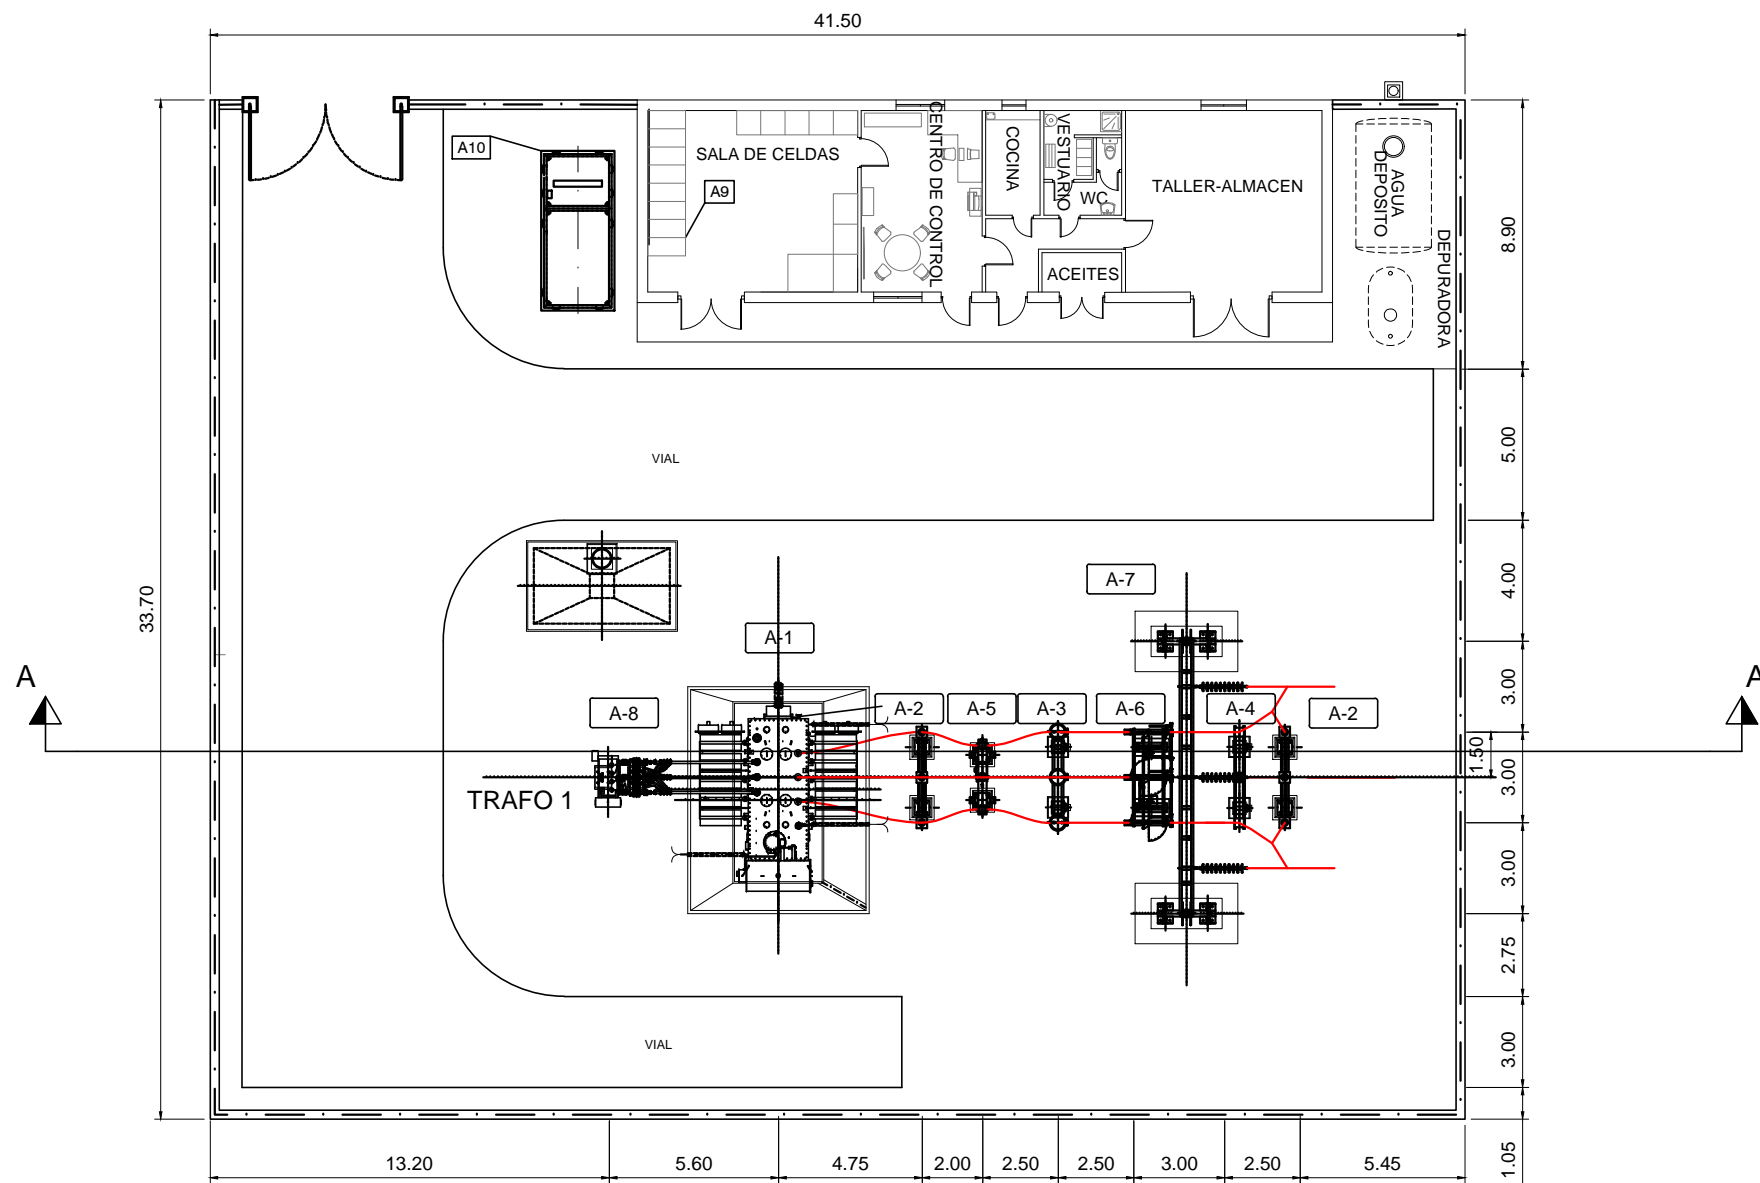 41.50
A10
SALA DE CELDAS
A9
CENTRO DE CONTROL
COCINA
VESTUARIO
WC
TALLER-ALMACEN
ACEITES
AGUA
DEPOSITO
DEPURADORA
8.90
VIAL
5.00
33.70
4.00
A-7
A-1
3.00
A
A
A-8
A-2
A-5
A-3
A-6
A-4
A-2
1.50
3.00
TRAFO 1
3.00
2.75
VIAL
3.00
1.05
13.20
5.60
4.75
2.00
2.50
2.50
3.00
2.50
5.45